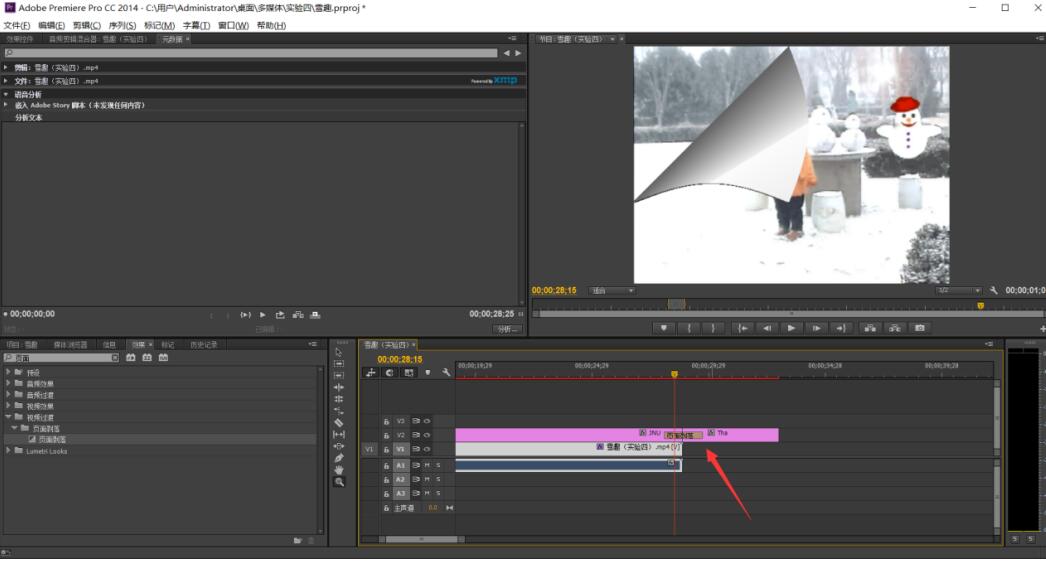 Adobe Premiere Pro CC 2014 - C:\用户\Administrator\桌面\多媒体\实验四\雪趣.prproj *
文件(F) 编辑(E) 剪辑(C) 序列(S) 标记(M) 字幕(T) 窗口(W) 帮助(H)
效果控件 音频剪辑混合器: 雪趣（实验四） 元数据 ×
节目: 雪趣（实验四） ×
剪辑: 雪趣（实验四）.mp4
文件: 雪趣（实验四）.mp4
Powered By xmp
语音分析
嵌入 Adobe Story 脚本 ( 未发现任何内容)
分析文本
00;00;28;15 适合 1/2 00;00;01;0
00;00;00;00 00;00;28;25
分析...
项目: 雪趣 媒体浏览器 信息 效果 × 标记 历史记录
雪趣（实验四） ×
页面
00;00;28;15
00;00;19;29 00;00;24;29 00;00;29;29 00;00;34;28 00;00;39;28
预设
音频效果
音频过渡
视频效果
视频过渡
页面剥落
页面剥落
Lumetri Looks
V3
V2 JNU 页面剥落 Tha
V1 V1 雪趣（实验四）.mp4 [V]
A1 M S
A2 M S
A3 M S
主声道 0.0
S S